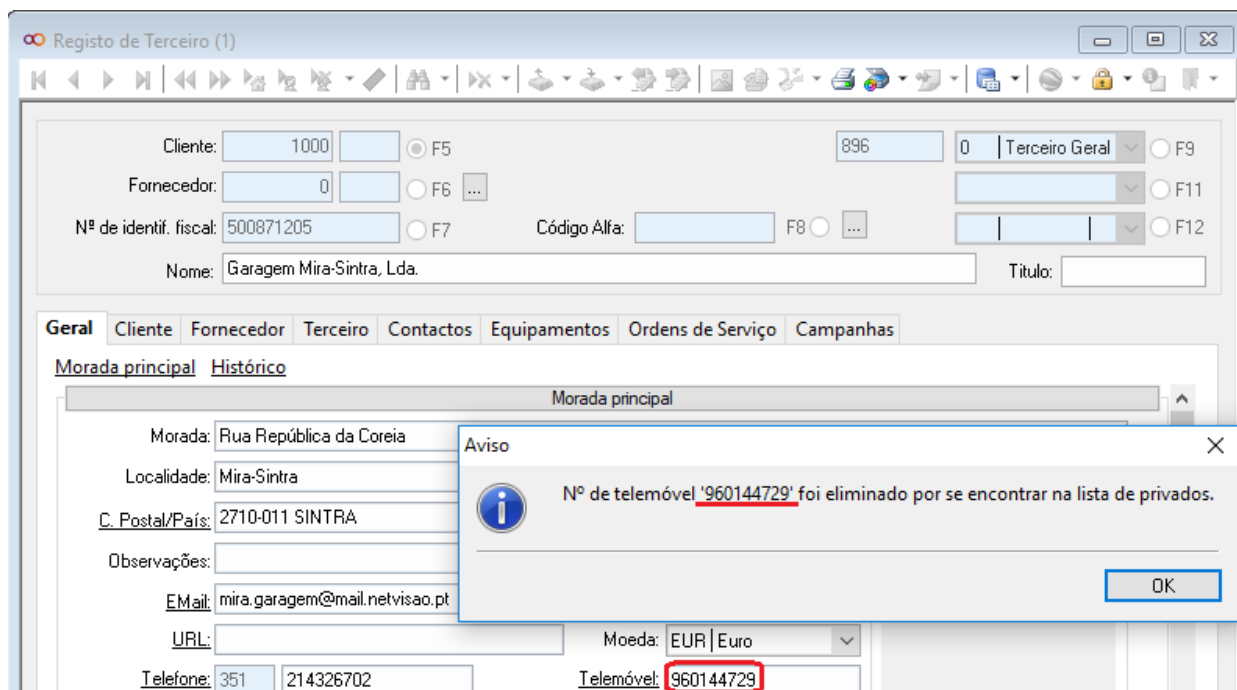 Registo de Terceiro (1)
Cliente: 1000 F5 896 0 Terceiro Geral F9
Fornecedor: 0 F6 ... F11
Nº de identif. fiscal: 500871205 F7 Código Alfa: F8 ... F12
Nome: Garagem Mira-Sintra, Lda. Titulo:
Geral Cliente Fornecedor Terceiro Contactos Equipamentos Ordens de Serviço Campanhas
Morada principal Histórico
Morada principal
Morada: Rua República da Coreia
Aviso
Localidade: Mira-Sintra
Nº de telemóvel '960144729' foi eliminado por se encontrar na lista de privados.
C. Postal/País: 2710-011 SINTRA
Observações:
OK
EMail: mira.garagem@mail.netvisao.pt
URL: Moeda: EUR Euro
Telefone: 351 214326702 Telemóvel: 960144729